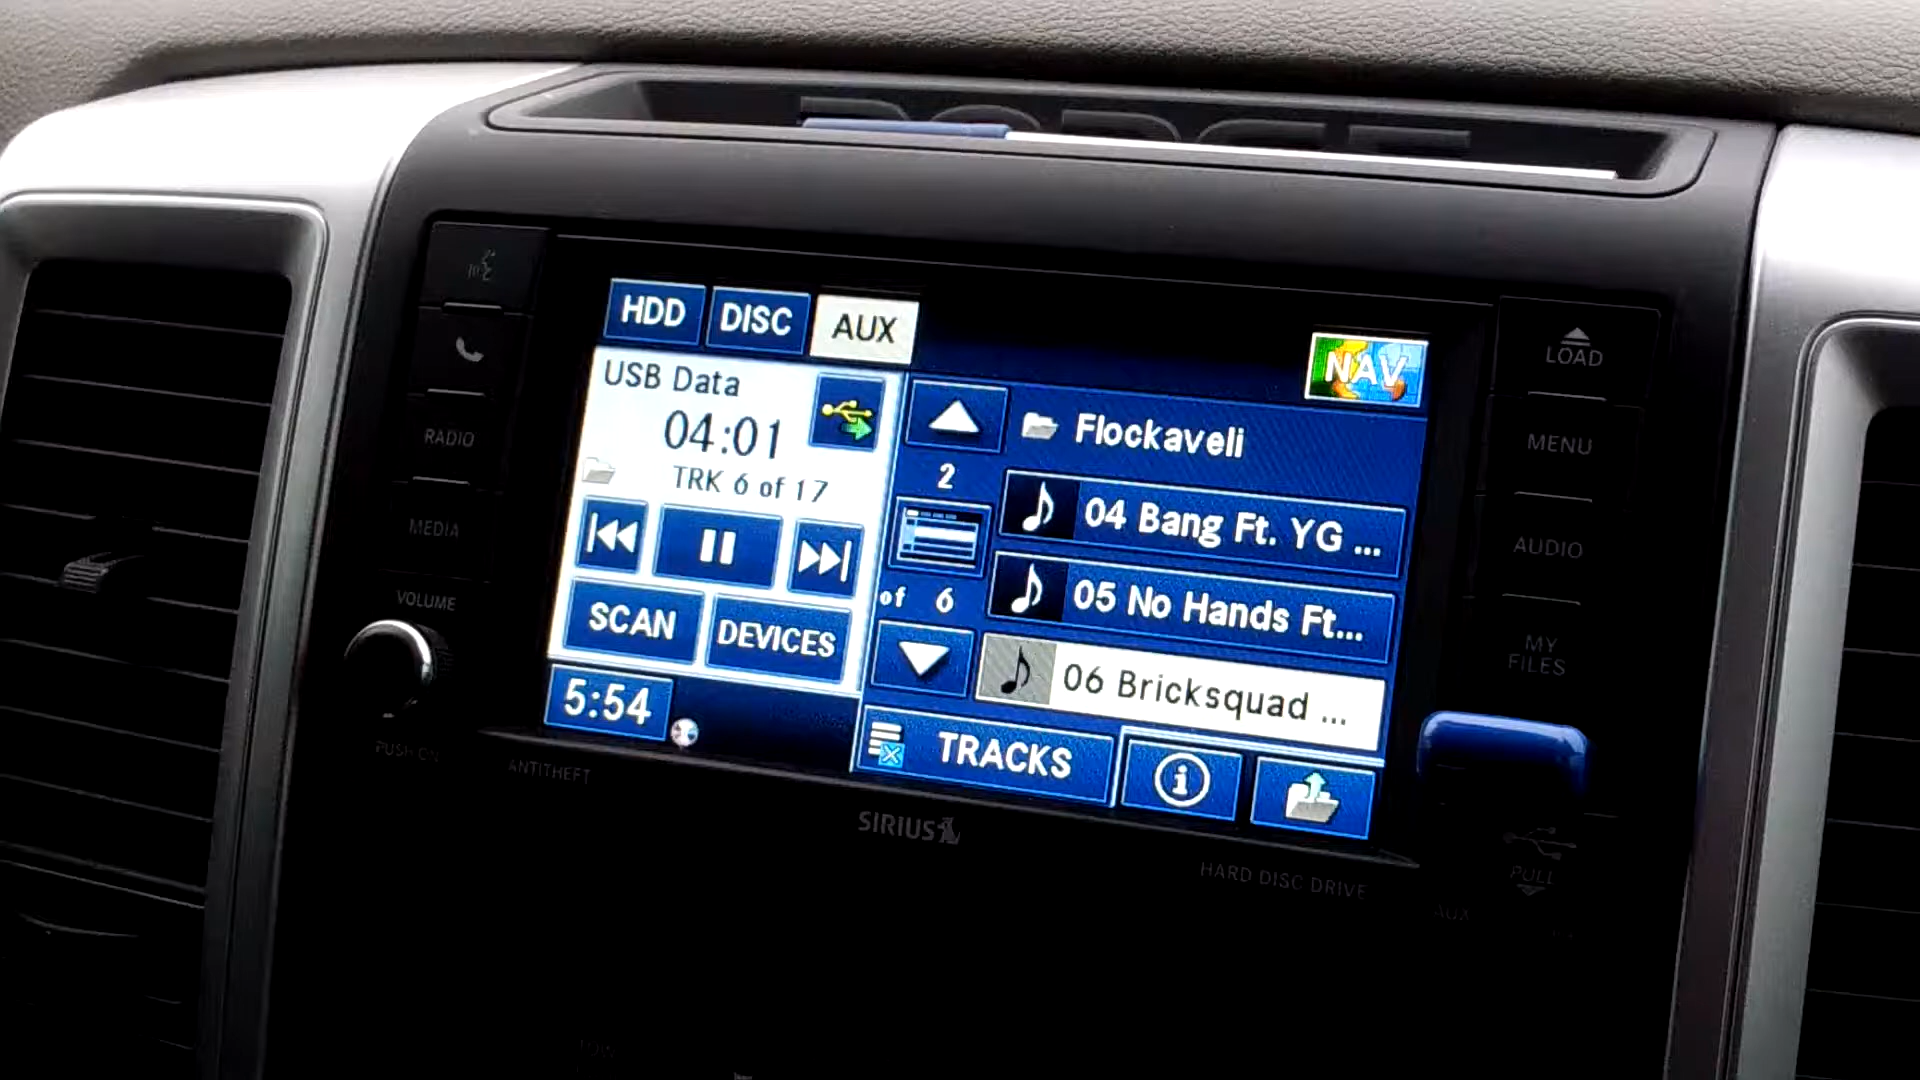 DODGE
HDD DISC AUX
NAV
USB Data
04:01
TRK 6 of 17
Flockaveli
2
04 Bang Ft. YG ...
05 No Hands Ft...
of 6
06 Bricksquad ...
SCAN DEVICES
5:54
TRACKS
RADIO
MEDIA
VOLUME
PUSH ON
ANTITHEFT
SIRIUS
HARD DISC DRIVE
LOAD
MENU
AUDIO
MY
FILES
PULL
AUX